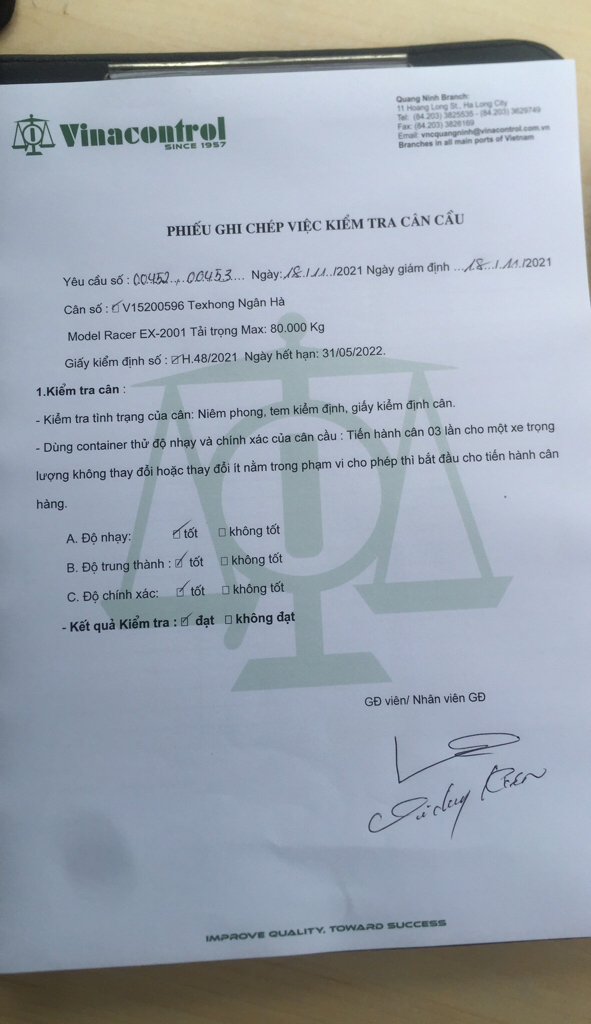 Vinacontrol
SINCE 1957
Quang Ninh Branch:
11 Hoang Long St., Ha Long City
Tel: (84.203) 3825535 - (84.203) 3629749
Fax: (84.203) 3826169
Email: vncquangninh@vinacontrol.com.vn
Branches in all main ports of Vietnam
PHIẾU GHI CHÉP VIỆC KIỂM TRA CÂN CẦU
Yêu cầu số : 00452 .,. 00453.... Ngày: 18./.11../2021 Ngày giám định ...18.../.11./2021
Cân số : ☑ V15200596 Texhong Ngân Hà
Model Racer EX-2001 Tải trọng Max: 80.000 Kg
Giấy kiểm định số : ☑ H.48/2021 Ngày hết hạn: 31/05/2022.
1.Kiểm tra cân :
- Kiểm tra tình trạng của cân: Niêm phong, tem kiểm định, giấy kiểm định cân.
- Dùng container thử độ nhạy và chính xác của cân cầu : Tiến hành cân 03 lần cho một xe trọng
lượng không thay đổi hoặc thay đổi ít nằm trong phạm vi cho phép thì bắt đầu cho tiến hành cân
hàng.
A. Độ nhạy: ☑ tốt ☐ không tốt
B. Độ trung thành : ☑ tốt ☐ không tốt
C. Độ chính xác: ☑ tốt ☐ không tốt
- Kết quả Kiểm tra : ☑ đạt ☐ không đạt
GĐ viên/ Nhân viên GĐ
IMPROVE QUALITY, TOWARD SUCCESS